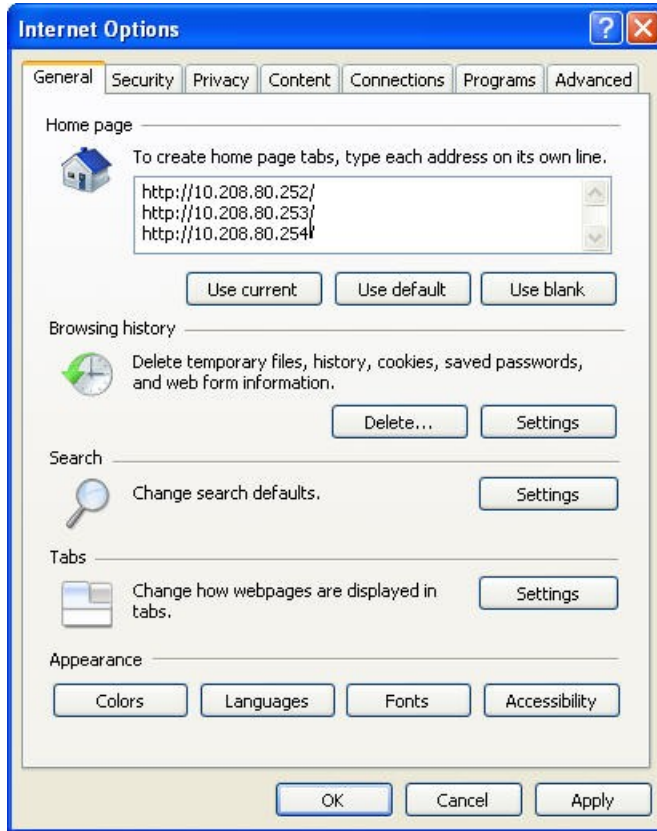 Internet Options
General Security Privacy Content Connections Programs Advanced
Home page
To create home page tabs, type each address on its own line.
http://10.208.80.252/
http://10.208.80.253/
http://10.208.80.254
Use current Use default Use blank
Browsing history
Delete temporary files, history, cookies, saved passwords,
and web form information.
Delete... Settings
Search
Change search defaults. Settings
Tabs
Change how webpages are displayed in
tabs.
Settings
Appearance
Colors Languages Fonts Accessibility
OK Cancel Apply